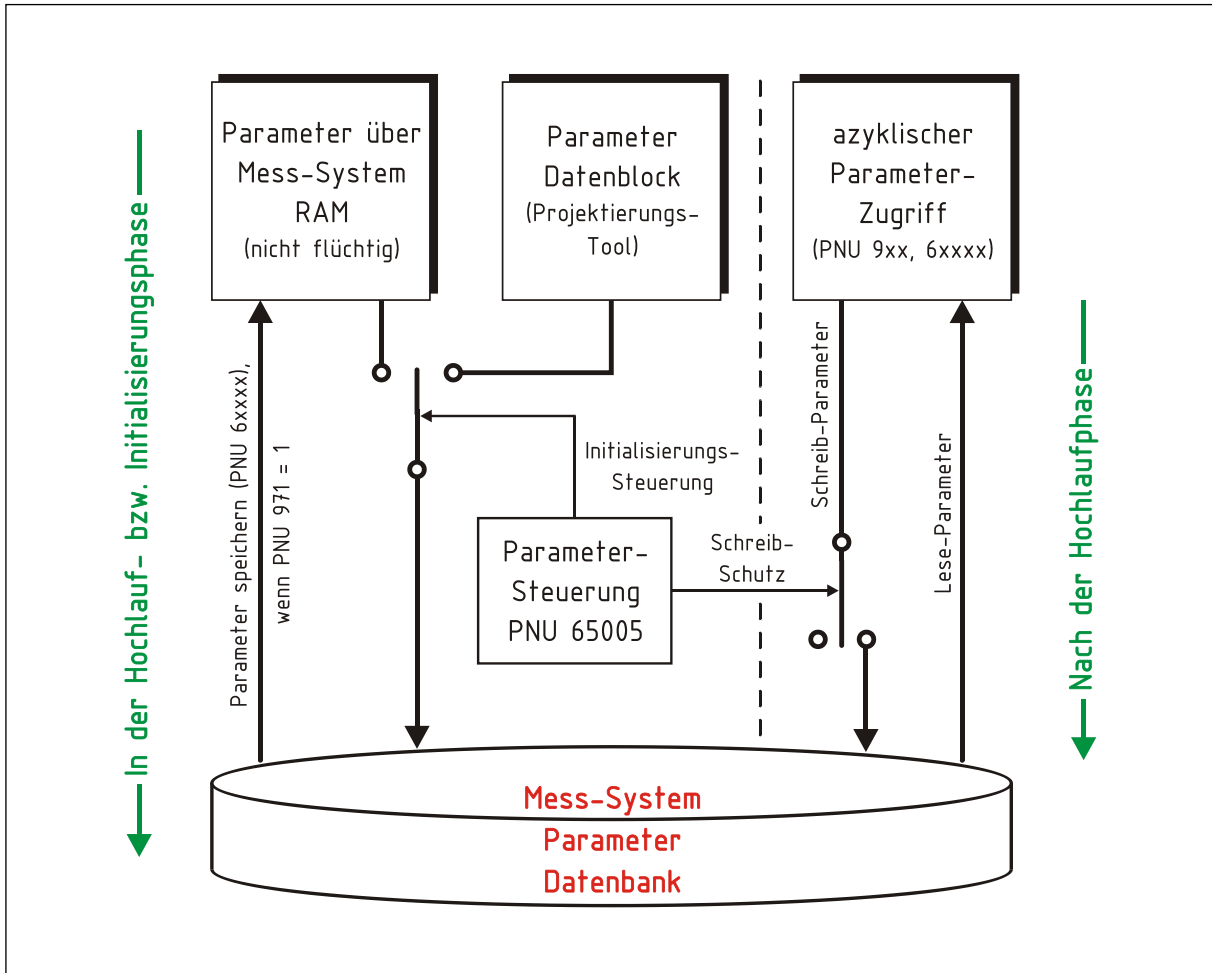 Parameter über
Mess-System
RAM
(nicht flüchtig)
Parameter
Datenblock
(Projektierungs-
Tool)
azyklischer
Parameter-
Zugriff
(PNU 9xx, 6xxxx)
In der Hochlauf- bzw. Initialisierungsphase
Parameter speichern (PNU 6xxxx),
wenn PNU 971 = 1
Initialisierungs-
Steuerung
Parameter-
Steuerung
PNU 65005
Schreib-
Schutz
Schreib-Parameter
Lese-Parameter
Nach der Hochlaufphase
Mess-System
Parameter
Datenbank